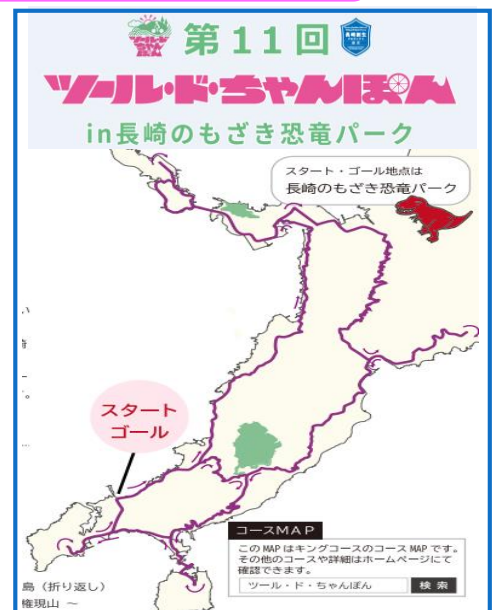 第11回
ツール・ド・ちゃんぽん
in長崎のもざき恐竜パーク
スタート・ゴール地点は
長崎のもざき恐竜パーク
スタート
ゴール
コースMAP
このMAPはキングコースのコースMAPです。
その他のコースや詳細はホームページにて
確認できます。
ツール・ド・ちゃんぽん 検索
島（折り返し）
権現山 ～